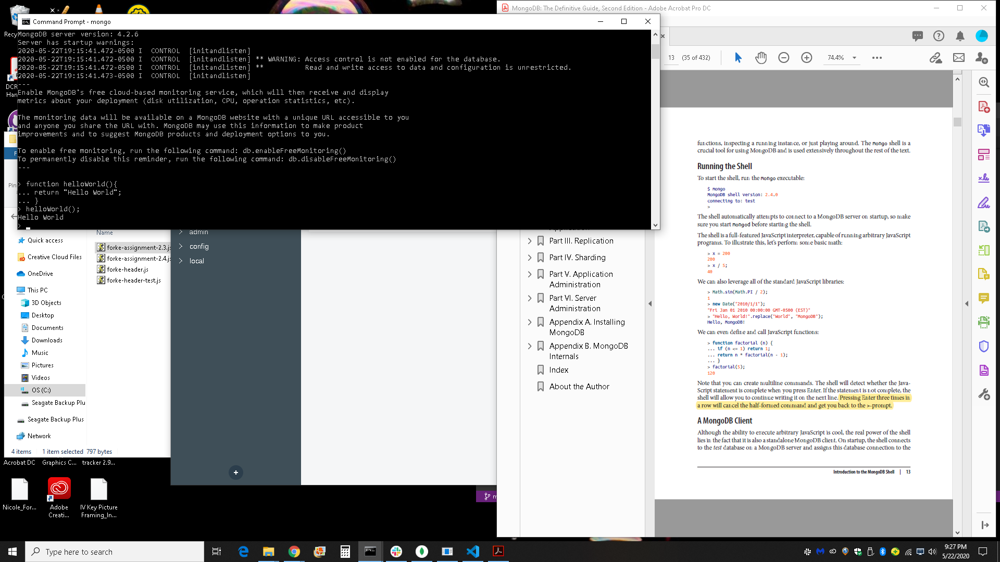 MongoDB: The Definitive Guide, Second Edition - Adobe Acrobat Pro DC
Command Prompt - mongo
MongoDB server version: 4.2.6
Server has startup warnings:
2020-05-22T19:15:41.472-0500 I  CONTROL  [initandlisten]
2020-05-22T19:15:41.472-0500 I  CONTROL  [initandlisten] ** WARNING: Access control is not enabled for the database.
2020-05-22T19:15:41.472-0500 I  CONTROL  [initandlisten] **          Read and write access to data and configuration is unrestricted.
2020-05-22T19:15:41.473-0500 I  CONTROL  [initandlisten]
---
Enable MongoDB's free cloud-based monitoring service, which will then receive and display
metrics about your deployment (disk utilization, CPU, operation statistics, etc).
The monitoring data will be available on a MongoDB website with a unique URL accessible to you
and anyone you share the URL with. MongoDB may use this information to make product
improvements and to suggest MongoDB products and deployment options to you.
To enable free monitoring, run the following command: db.enableFreeMonitoring()
To permanently disable this reminder, run the following command: db.disableFreeMonitoring()
---
> function helloWorld(){
... return "Hello World";
... }
> helloWorld();
Hello World
>
Recy
DCR
Han
F
Pin
Name
Quick access
Creative Cloud Files
OneDrive
This PC
3D Objects
Desktop
Documents
Downloads
Music
Pictures
Videos
OS (C:)
Seagate Backup Plu
Seagate Backup Plus
Network
forke-assignment-2.3.js
forke-assignment-2.4.js
forke-header.js
forke-header-test.js
4 items
1 item selected  797 bytes
Acrobat DC
Graphics C...
tracker 2.9...
Nicole_For...
Adobe
Creati...
IV Key Picture
Framing_In...
admin
config
local
+
m
13
(35 of 432)
74.4%
Part III. Replication
Part IV. Sharding
Part V. Application
Administration
Part VI. Server
Administration
Appendix A. Installing
MongoDB
Appendix B. MongoDB
Internals
Index
About the Author
functions, inspecting a running instance, or just playing around. The mongo shell is a
crucial tool for using MongoDB and is used extensively throughout the rest of the text.
Running the Shell
To start the shell, run the mongo executable:
$ mongo
MongoDB shell version: 2.4.0
connecting to: test
>
The shell automatically attempts to connect to a MongoDB server on startup, so make
sure you start mongod before starting the shell.
The shell is a full-featured JavaScript interpreter, capable of running arbitrary JavaScript
programs. To illustrate this, let's perform some basic math:
> x = 200
200
> x / 5;
40
We can also leverage all of the standard JavaScript libraries:
> Math.sin(Math.PI / 2);
1
> new Date("2010/1/1");
"Fri Jan 01 2010 00:00:00 GMT-0500 (EST)"
> "Hello, World!".replace("World", "MongoDB");
Hello, MongoDB!
We can even define and call JavaScript functions:
> function factorial (n) {
... if (n <= 1) return 1;
... return n * factorial(n - 1);
... }
> factorial(5);
120
Note that you can create multiline commands. The shell will detect whether the Java-
Script statement is complete when you press Enter. If the statement is not complete, the
shell will allow you to continue writing it on the next line. Pressing Enter three times in
a row will cancel the half-formed command and get you back to the >-prompt.
A MongoDB Client
Although the ability to execute arbitrary JavaScript is cool, the real power of the shell
lies in the fact that it is also a standalone MongoDB client. On startup, the shell connects
to the test database on a MongoDB server and assigns this database connection to the
Introduction to the MongoDB Shell | 13
Type here to search
9:27 PM
5/22/2020